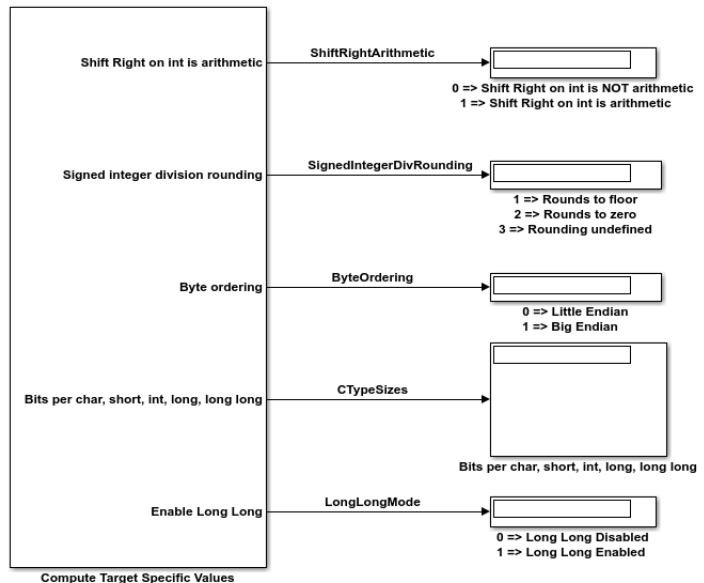 Shift Right on int is arithmetic
ShiftRightArithmetic
0 => Shift Right on int is NOT arithmetic
1 => Shift Right on int is arithmetic
Signed integer division rounding
SignedIntegerDivRounding
1 => Rounds to floor
2 => Rounds to zero
3 => Rounding undefined
Byte ordering
ByteOrdering
0 => Little Endian
1 => Big Endian
Bits per char, short, int, long, long long
CTypeSizes
Bits per char, short, int, long, long long
Enable Long Long
LongLongMode
0 => Long Long Disabled
1 => Long Long Enabled
Compute Target Specific Values